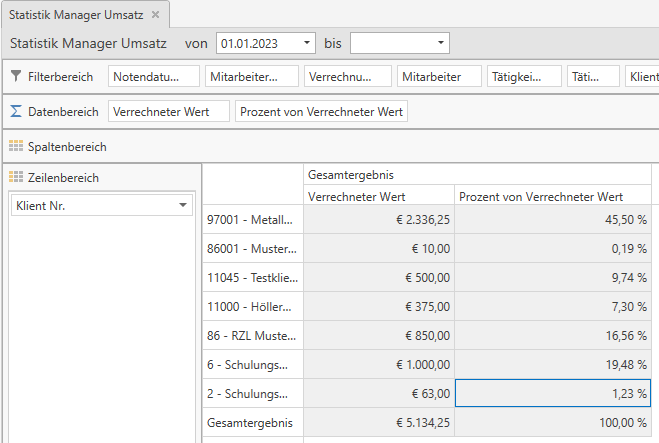 Statistik Manager Umsatz ×
Statistik Manager Umsatz von 01.01.2023 bis
Filterbereich Notendatu... Mitarbeiter... Verrechnu... Mitarbeiter Tätigkei... Täti... Klient
Datenbereich Verrechneter Wert Prozent von Verrechneter Wert
Spaltenbereich
Zeilenbereich
Klient Nr.
Gesamtergebnis
Verrechneter Wert Prozent von Verrechneter Wert
97001 - Metall... € 2.336,25 45,50 %
86001 - Muster... € 10,00 0,19 %
11045 - Testklie... € 500,00 9,74 %
11000 - Höller... € 375,00 7,30 %
86 - RZL Muste... € 850,00 16,56 %
6 - Schulungs... € 1.000,00 19,48 %
2 - Schulungs... € 63,00 1,23 %
Gesamtergebnis € 5.134,25 100,00 %